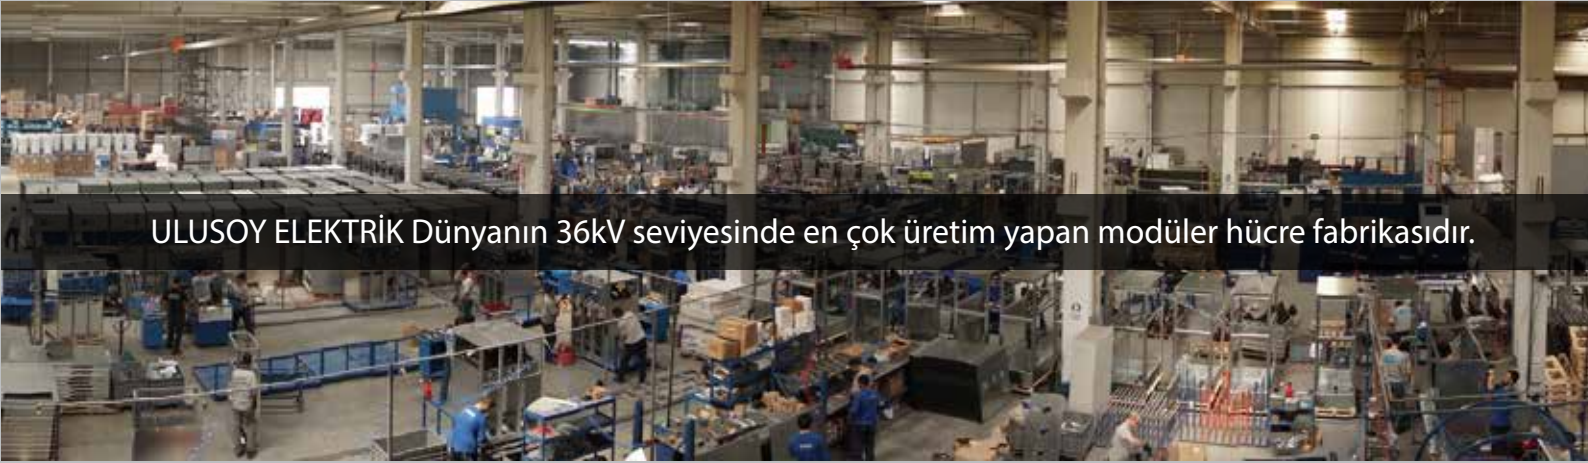 ULUSOY ELEKTRİK Dünyanın 36kV seviyesinde en çok üretim yapan modüler hücre fabrikasıdır.